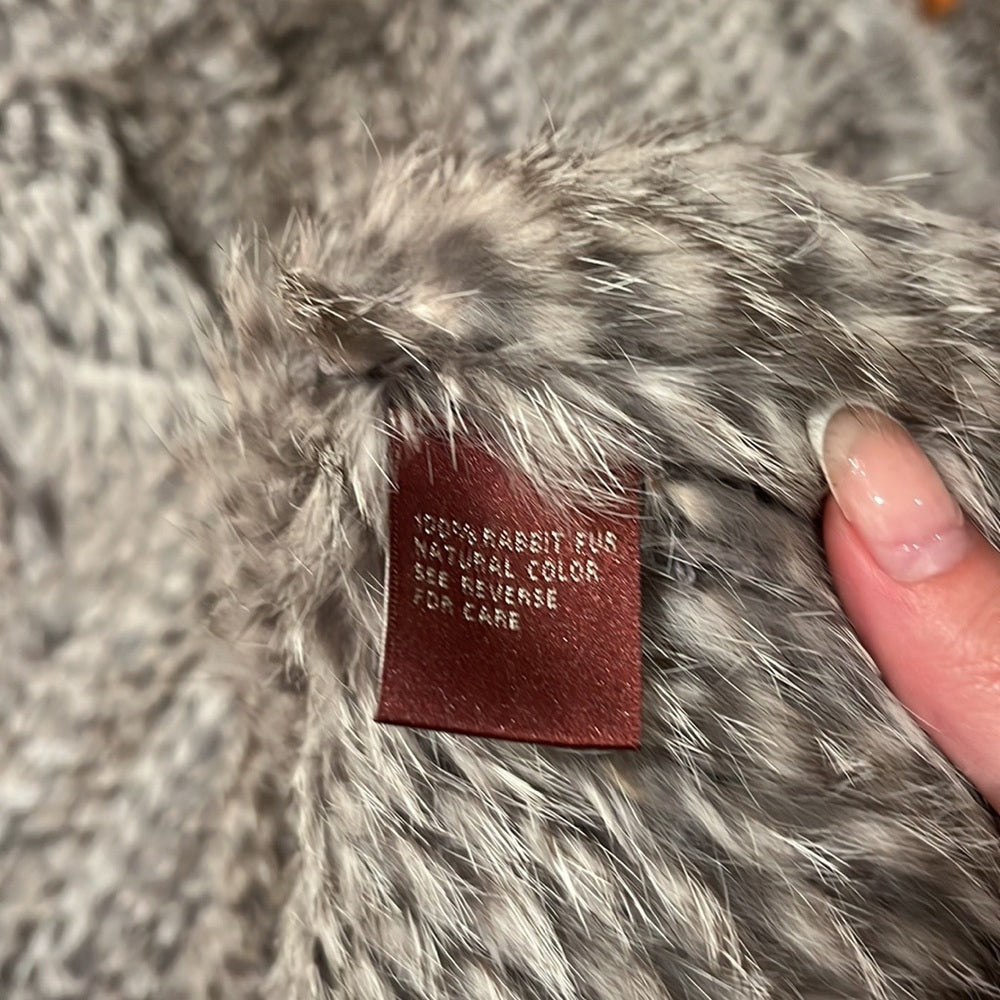 100% RABBIT FUR
NATURAL COLOR
SEE REVERSE
FOR CARE